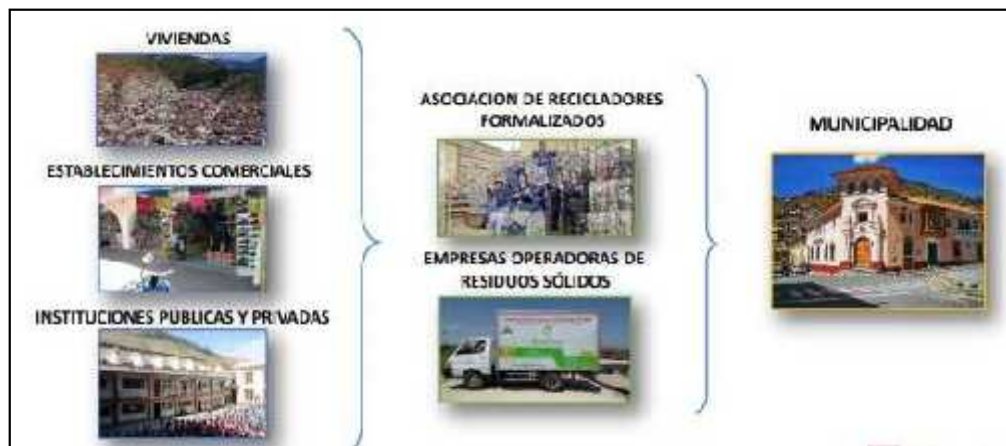 VIVIENDAS
ESTABLECIMIENTOS COMERCIALES
INSTITUCIONES PUBLICAS Y PRIVADAS
ASOCIACION DE RECICLADORES
FORMALIZADOS
EMPRESAS OPERADORAS DE
RESIDUOS SÓLIDOS
MUNICIPALIDAD